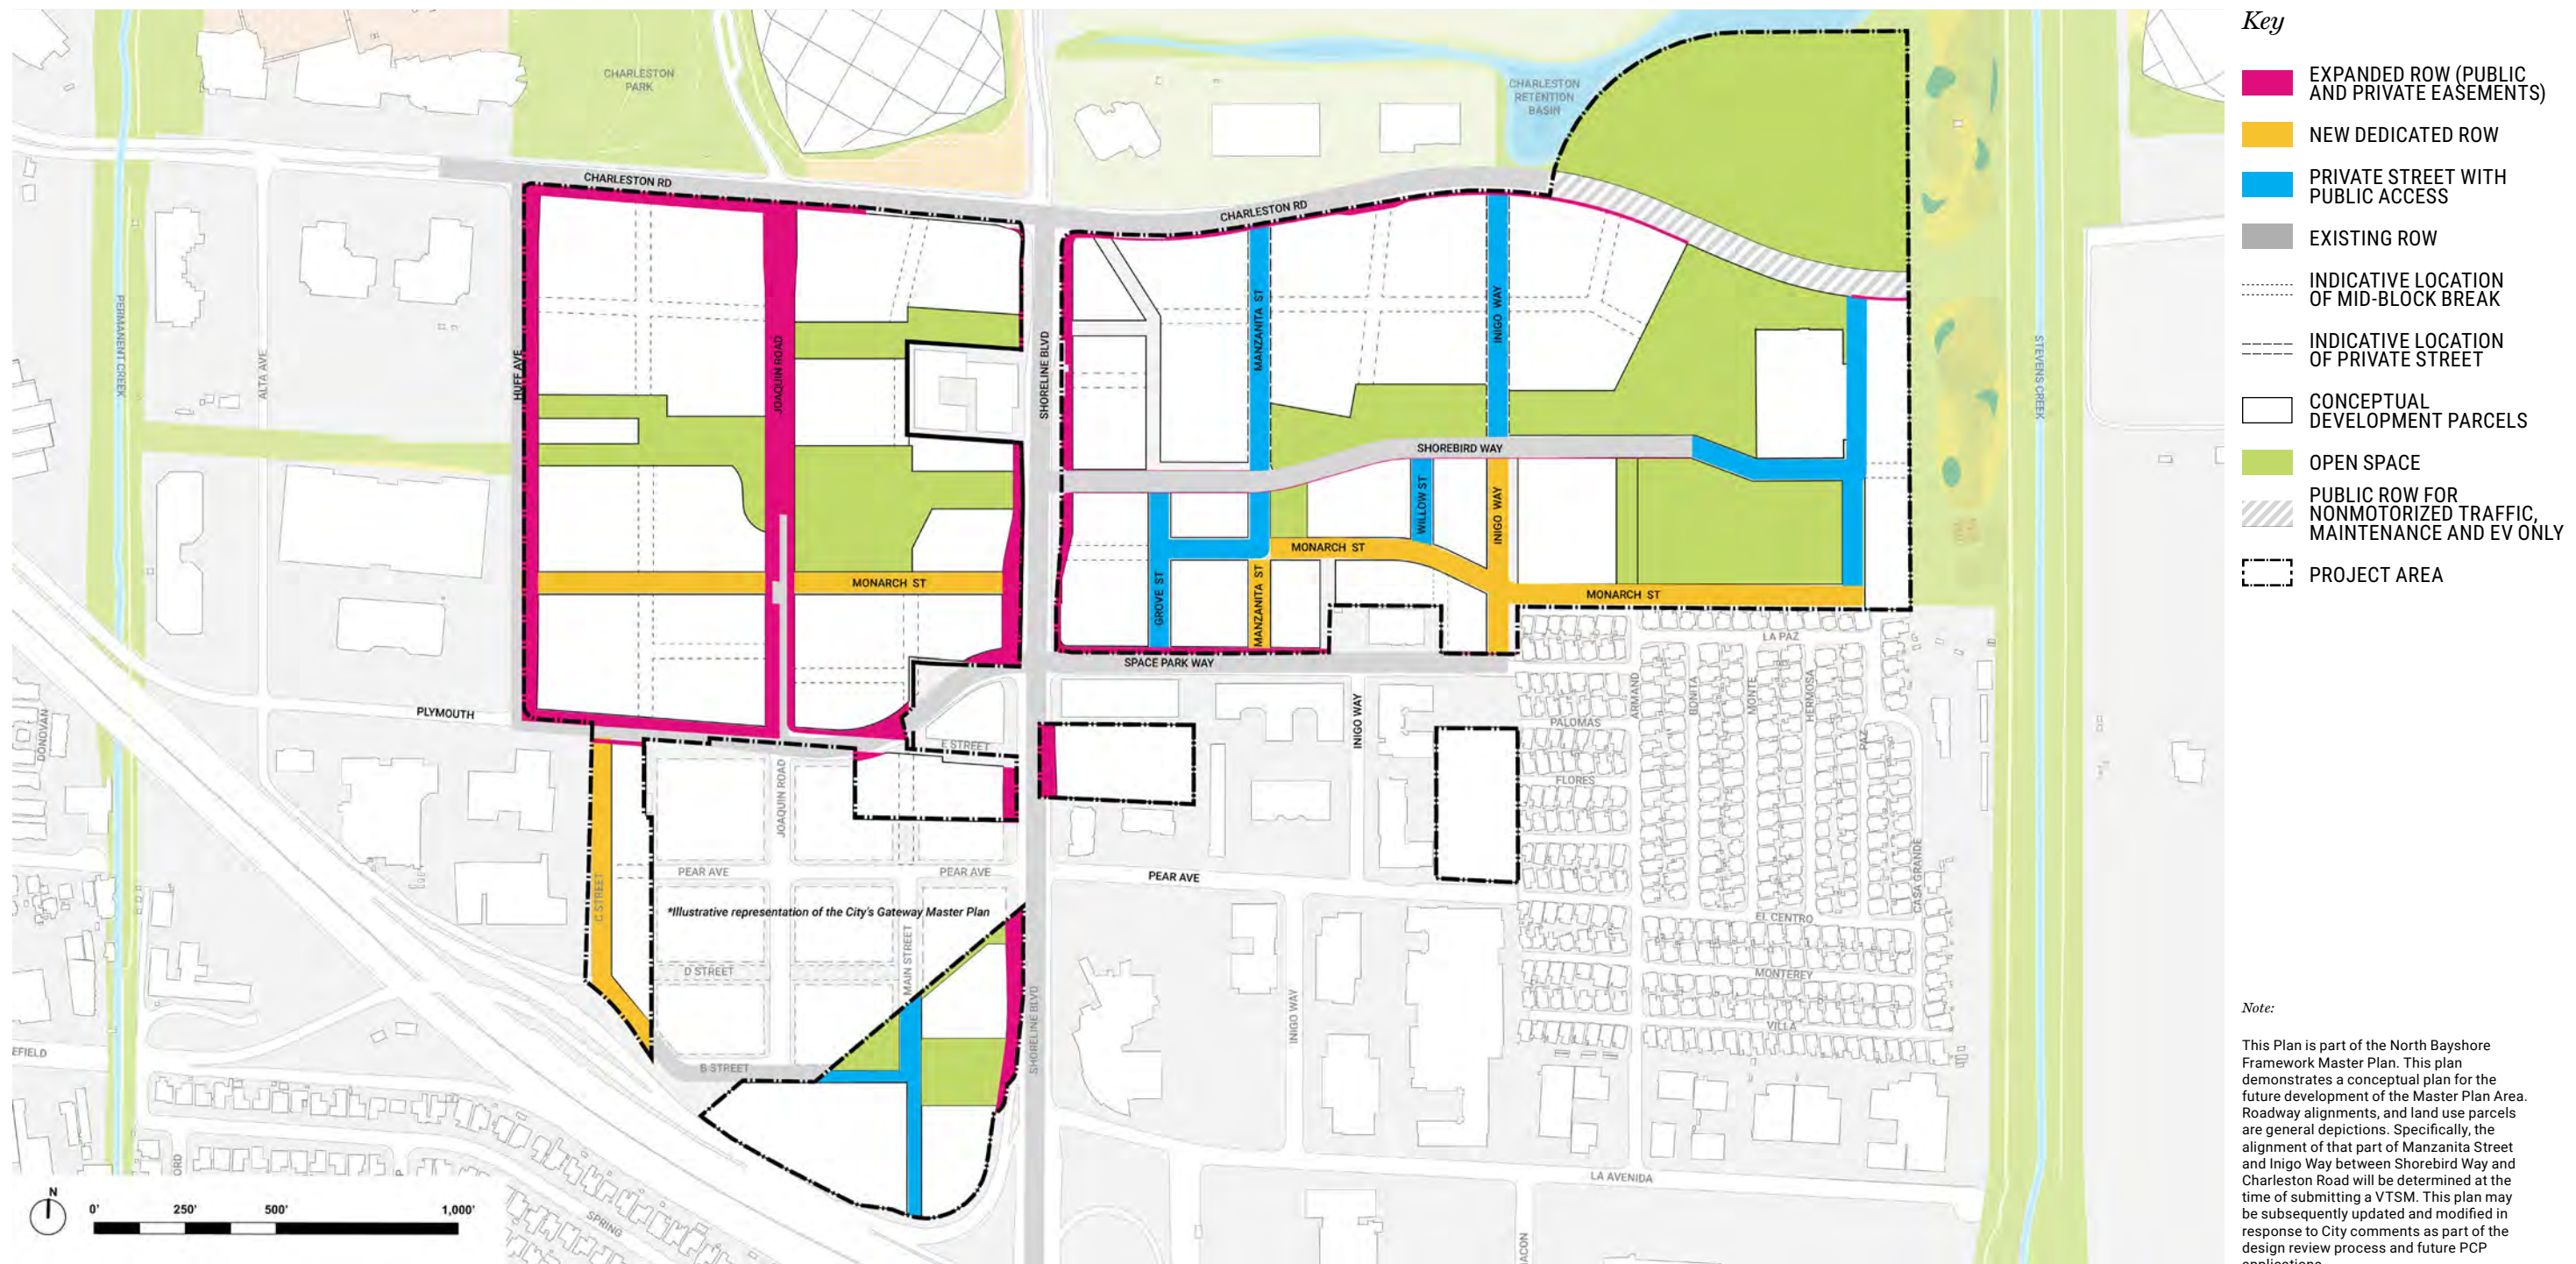 CHARLESTON
PARK
CHARLESTON
RETENTION
BASIN
CHARLESTON RD
CHARLESTON RD
PERMANENT CREEK
ALTA AVE
HUFF AVE
JOAQUIN ROAD
SHORELINE BLVD
MANZANITA ST
INIGO WAY
STEVENS CREEK
SHOREBIRD WAY
WILLOW ST
INIGO WAY
MONARCH ST
MONARCH ST
GROVE ST
MANZANITA ST
MONARCH ST
LA PAZ
SPACE PARK WAY
PLYMOUTH
DONOVAN
E STREET
INIGO WAY
PALOMAS
ARMAND
BONITA
MONTE
HERMOSA
PAZ
FLORES
JOAQUIN ROAD
CASA GRANDE
PEAR AVE
PEAR AVE
PEAR AVE
C STREET
*Illustrative representation of the City's Gateway Master Plan
EL CENTRO
MAIN STREET
D STREET
MONTEREY
SHORELINE BLVD
INIGO WAY
VILLA
EFIELD
B STREET
ORD
LA AVENIDA
SPRING
ACON
N
0' 250' 500' 1,000'
Key
EXPANDED ROW (PUBLIC
AND PRIVATE EASEMENTS)
NEW DEDICATED ROW
PRIVATE STREET WITH
PUBLIC ACCESS
EXISTING ROW
INDICATIVE LOCATION
OF MID-BLOCK BREAK
INDICATIVE LOCATION
OF PRIVATE STREET
CONCEPTUAL
DEVELOPMENT PARCELS
OPEN SPACE
PUBLIC ROW FOR
NONMOTORIZED TRAFFIC,
MAINTENANCE AND EV ONLY
PROJECT AREA
Note:
This Plan is part of the North Bayshore
Framework Master Plan. This plan
demonstrates a conceptual plan for the
future development of the Master Plan Area.
Roadway alignments, and land use parcels
are general depictions. Specifically, the
alignment of that part of Manzanita Street
and Inigo Way between Shorebird Way and
Charleston Road will be determined at the
time of submitting a VTSM. This plan may
be subsequently updated and modified in
response to City comments as part of the
design review process and future PCP